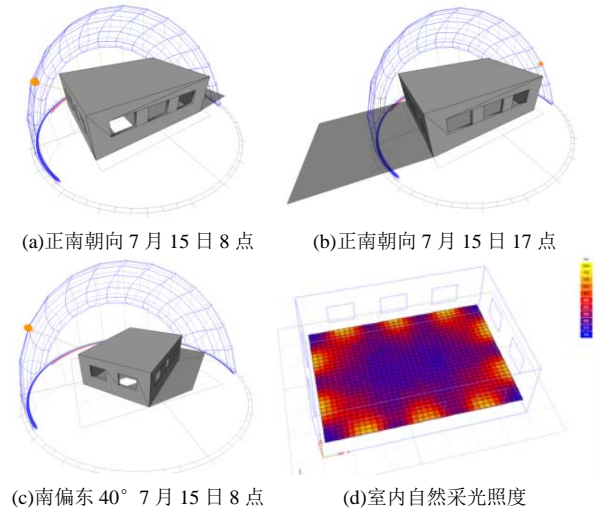 (a)正南朝向 7 月 15 日 8 点
(b)正南朝向 7 月 15 日 17 点
(c)南偏东 40° 7 月 15 日 8 点
(d)室内自然采光照度